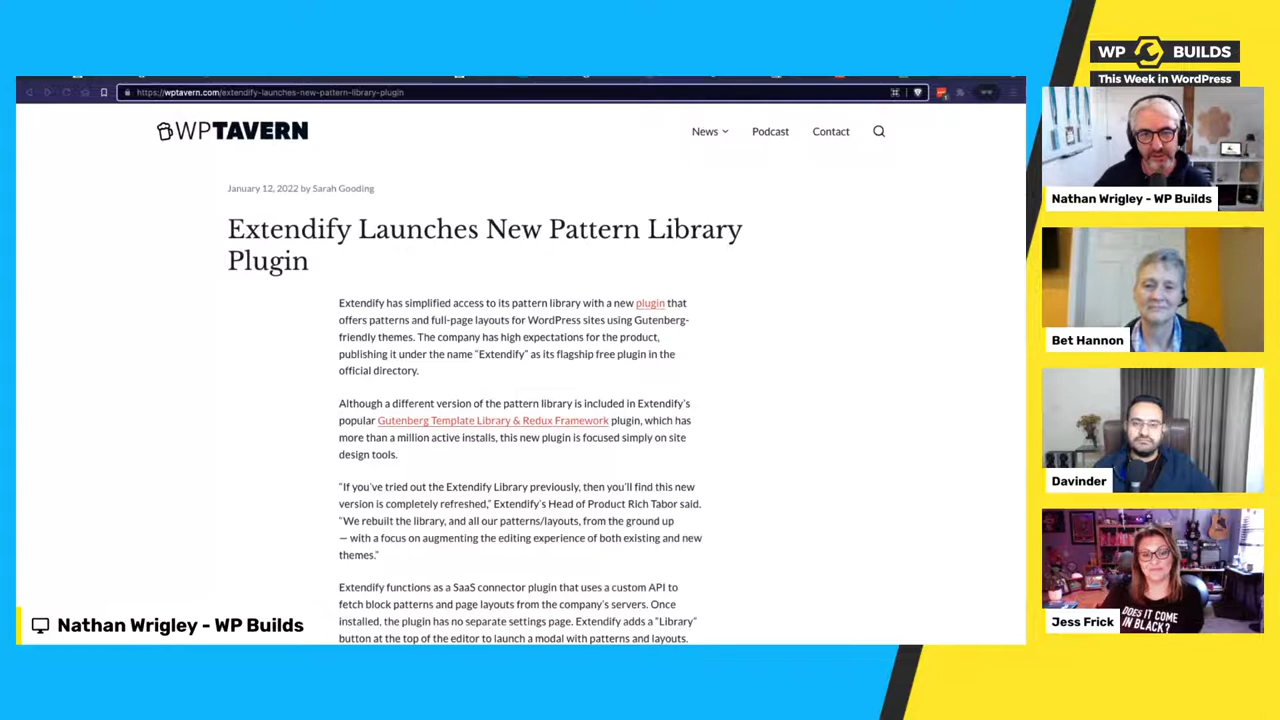 WP BUILDS
This Week in WordPress
https://wptavern.com/extendify-launches-new-pattern-library-plugin
WPTAVERN
News
Podcast
Contact
January 12, 2022 by Sarah Gooding
Extendify Launches New Pattern Library
Plugin
Extendify has simplified access to its pattern library with a new plugin that
offers patterns and full-page layouts for WordPress sites using Gutenberg-
friendly themes. The company has high expectations for the product,
publishing it under the name “Extendify” as its flagship free plugin in the
official directory.
Although a different version of the pattern library is included in Extendify’s
popular Gutenberg Template Library & Redux Framework plugin, which has
more than a million active installs, this new plugin is focused simply on site
design tools.
“If you’ve tried out the Extendify Library previously, then you’ll find this new
version is completely refreshed,” Extendify’s Head of Product Rich Tabor said.
“We rebuilt the library, and all our patterns/layouts, from the ground up
— with a focus on augmenting the editing experience of both existing and new
themes.”
Extendify functions as a SaaS connector plugin that uses a custom API to
fetch block patterns and page layouts from the company’s servers. Once
installed, the plugin has no separate settings page. Extendify adds a “Library”
button at the top of the editor to launch a modal with patterns and layouts.
Nathan Wrigley - WP Builds
Nathan Wrigley - WP Builds
Bet Hannon
Davinder
Jess Frick
DOES IT COME
IN BLACK?